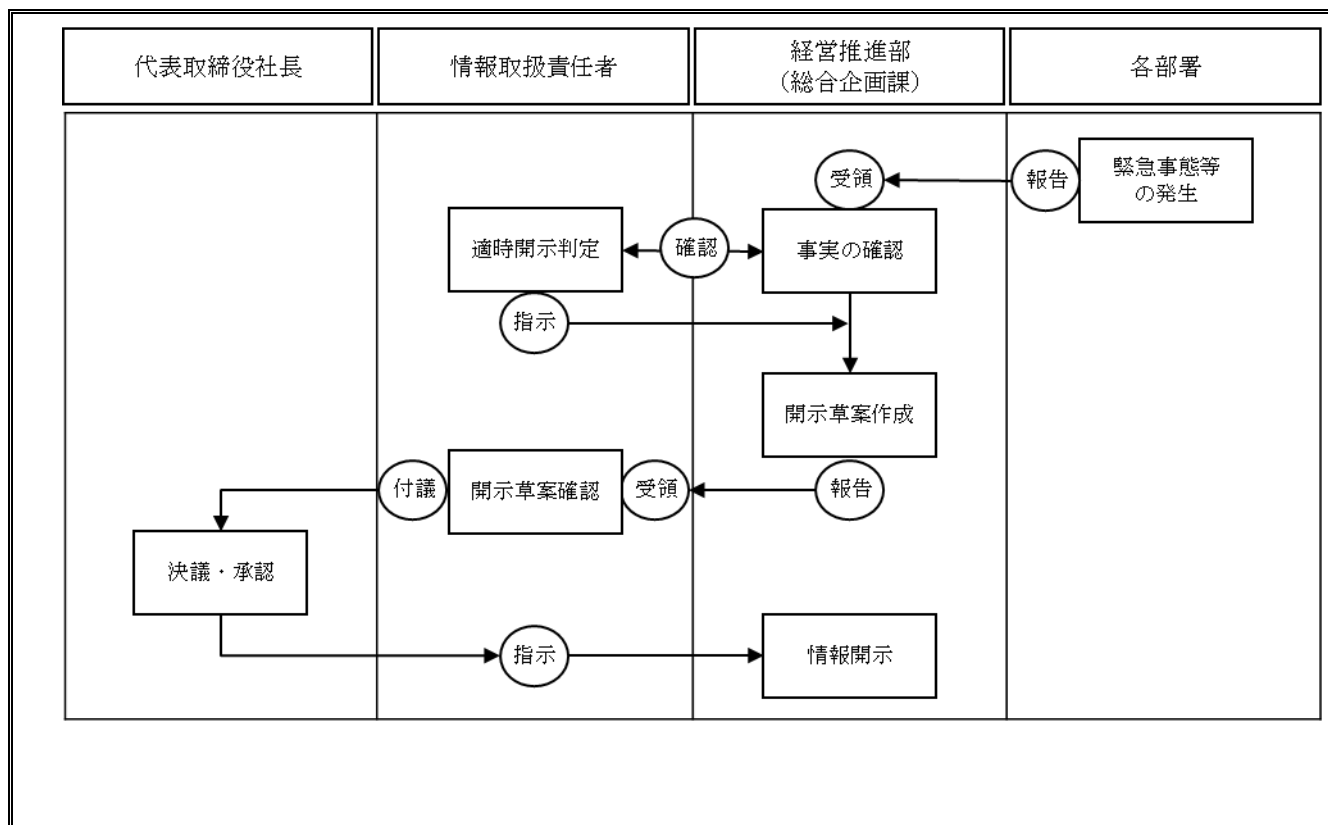 代表取締役社長
情報取扱責任者
経営推進部
（総合企画課）
各部署
受領
報告
緊急事態等
の発生
適時開示判定
確認
事実の確認
指示
開示草案作成
付議
開示草案確認
受領
報告
決議・承認
指示
情報開示